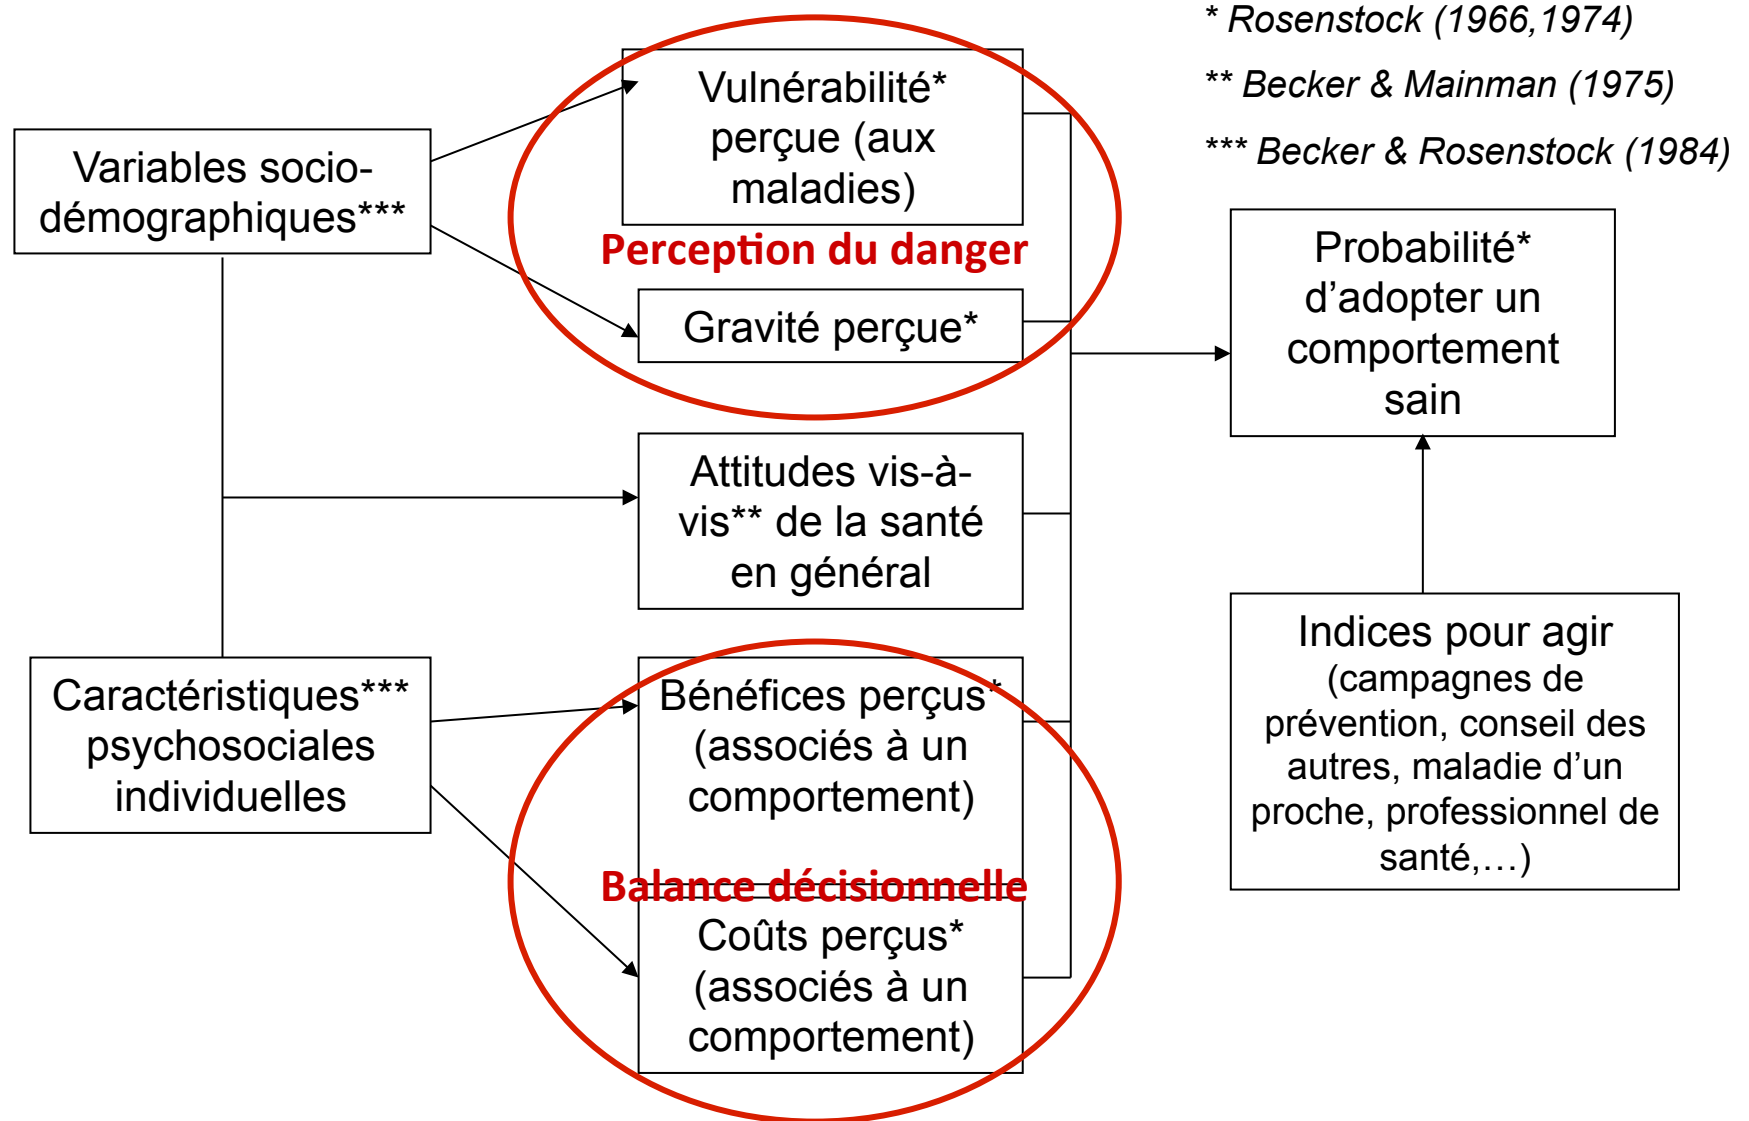 * Rosenstock (1966,1974)
** Becker & Mainman (1975)
*** Becker & Rosenstock (1984)
Variables socio-
démographiques***
Vulnérabilité*
perçue (aux
maladies)
Perception du danger
Gravité perçue*
Probabilité*
d’adopter un
comportement
sain
Attitudes vis-à-
vis** de la santé
en général
Caractéristiques***
psychosociales
individuelles
Bénéfices perçus*
(associés à un
comportement)
Balance décisionnelle
Coûts perçus*
(associés à un
comportement)
Indices pour agir
(campagnes de
prévention, conseil des
autres, maladie d’un
proche, professionnel de
santé,…)